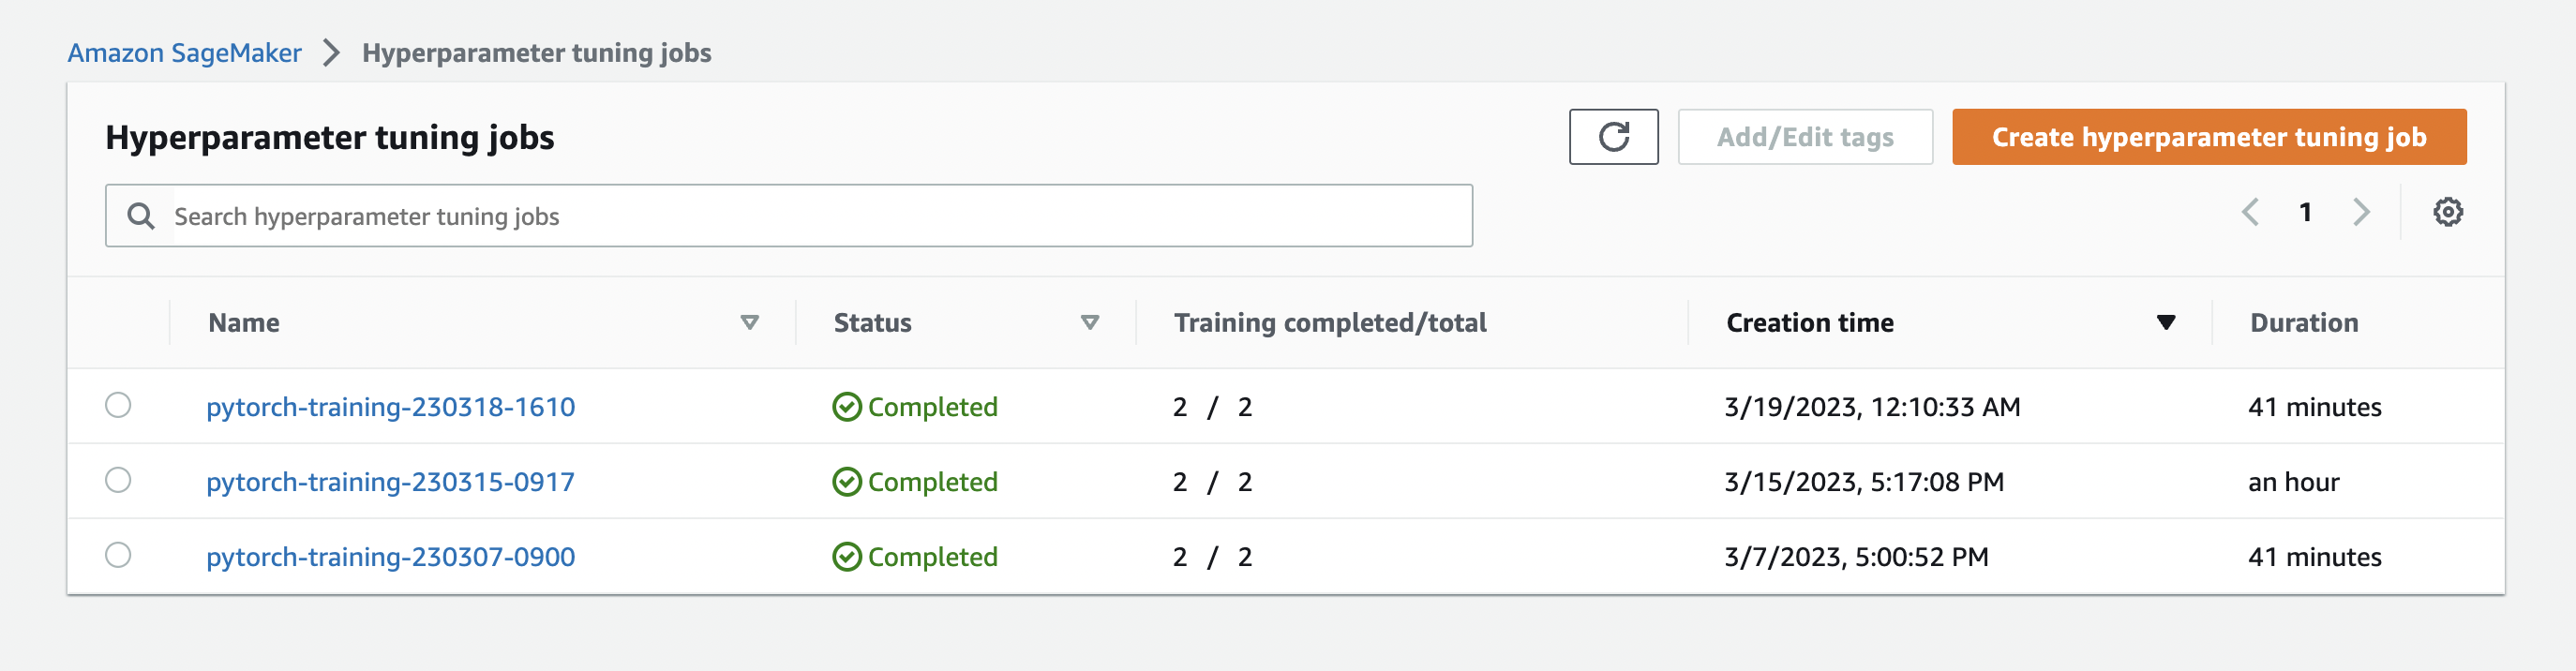 Amazon SageMaker > Hyperparameter tuning jobs
Hyperparameter tuning jobs
Add/Edit tags
Create hyperparameter tuning job
Search hyperparameter tuning jobs
1
Name Status Training completed/total Creation time Duration
pytorch-training-230318-1610 Completed 2 / 2 3/19/2023, 12:10:33 AM 41 minutes
pytorch-training-230315-0917 Completed 2 / 2 3/15/2023, 5:17:08 PM an hour
pytorch-training-230307-0900 Completed 2 / 2 3/7/2023, 5:00:52 PM 41 minutes